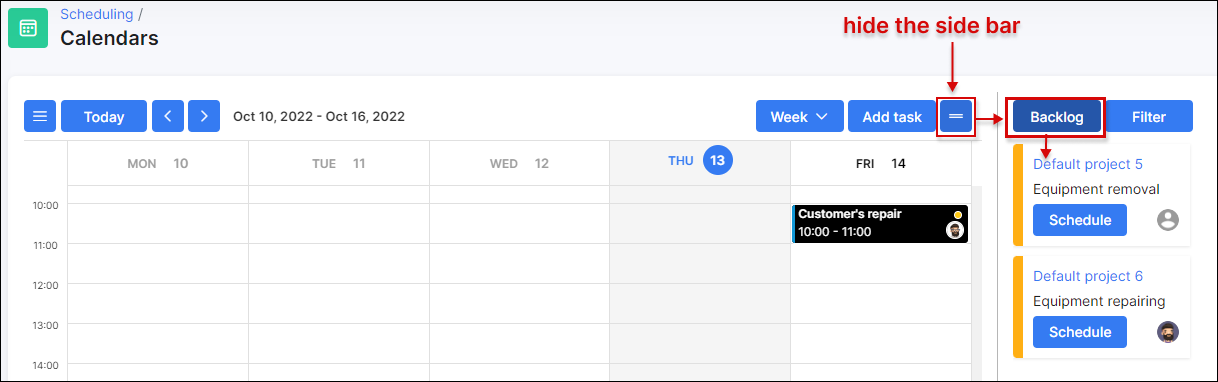 Scheduling /
Calendars
hide the side bar
Today
Oct 10, 2022 - Oct 16, 2022
Week
Add task
Backlog
Filter
MON 10
TUE 11
WED 12
THU 13
FRI 14
10:00
11:00
12:00
13:00
14:00
Customer's repair
10:00 - 11:00
Default project 5
Equipment removal
Schedule
Default project 6
Equipment repairing
Schedule